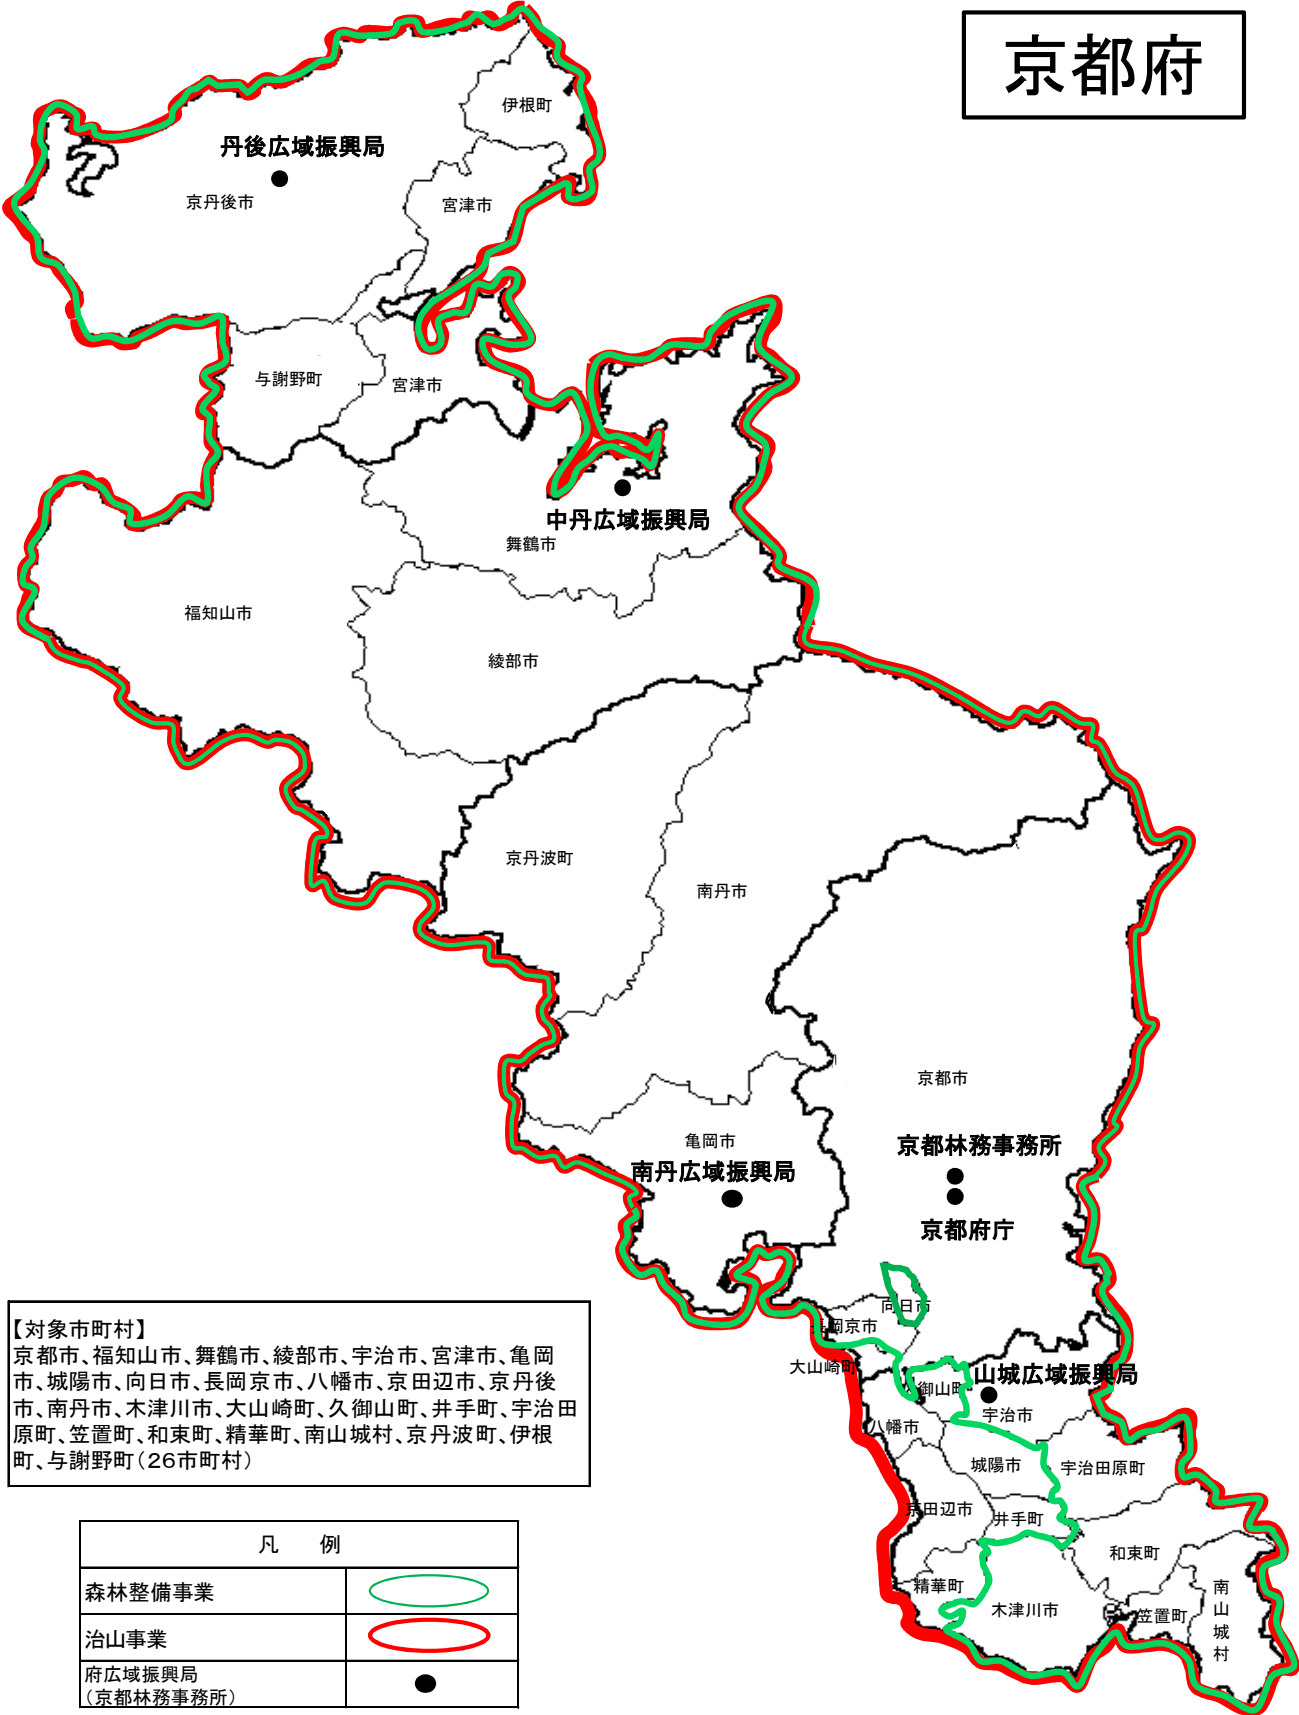 京都府
伊根町
丹後広域振興局
京丹後市
宮津市
与謝野町
宮津市
中丹広域振興局
舞鶴市
福知山市
綾部市
京丹波町
南丹市
京都市
亀岡市
京都林務事務所
南丹広域振興局
京都府庁
向日市
長岡京市
大山崎町
山城広域振興局
御山町
宇治市
八幡市
城陽市
宇治田原町
京田辺市
井手町
和束町
精華町
木津川市
笠置町
南山城村
【対象市町村】
京都市、福知山市、舞鶴市、綾部市、宇治市、宮津市、亀岡
市、城陽市、向日市、長岡京市、八幡市、京田辺市、京丹後
市、南丹市、木津川市、大山崎町、久御山町、井手町、宇治田
原町、笠置町、和束町、精華町、南山城村、京丹波町、伊根
町、与謝野町（26市町村）
凡　例
森林整備事業
治山事業
府広域振興局
（京都林務事務所）